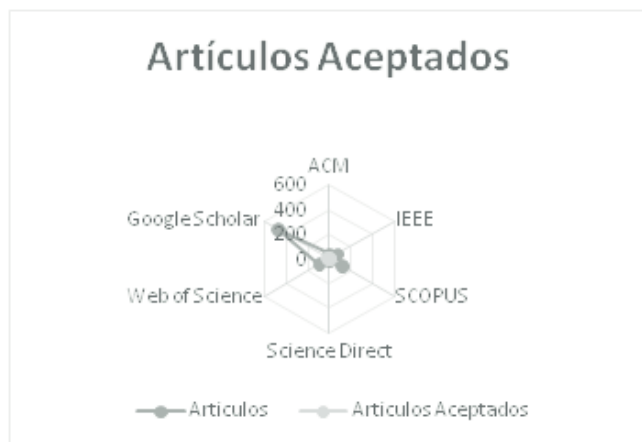 Artículos Aceptados
ACM
600
400
200
0
Google Scholar
IEEE
Web of Science
SCOPUS
Science Direct
Articulos
Articulos Aceptados